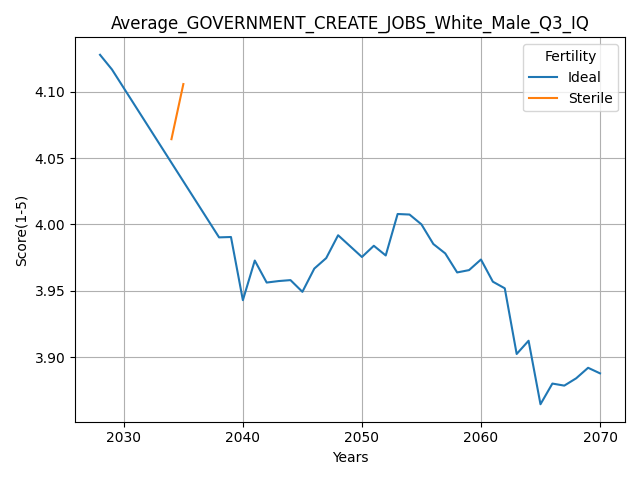 Average_GOVERNMENT_CREATE_JOBS_White_Male_Q3_IQ
Fertility
Ideal
Sterile
Score(1-5)
4.10
4.05
4.00
3.95
3.90
2030 2040 2050 2060 2070
Years